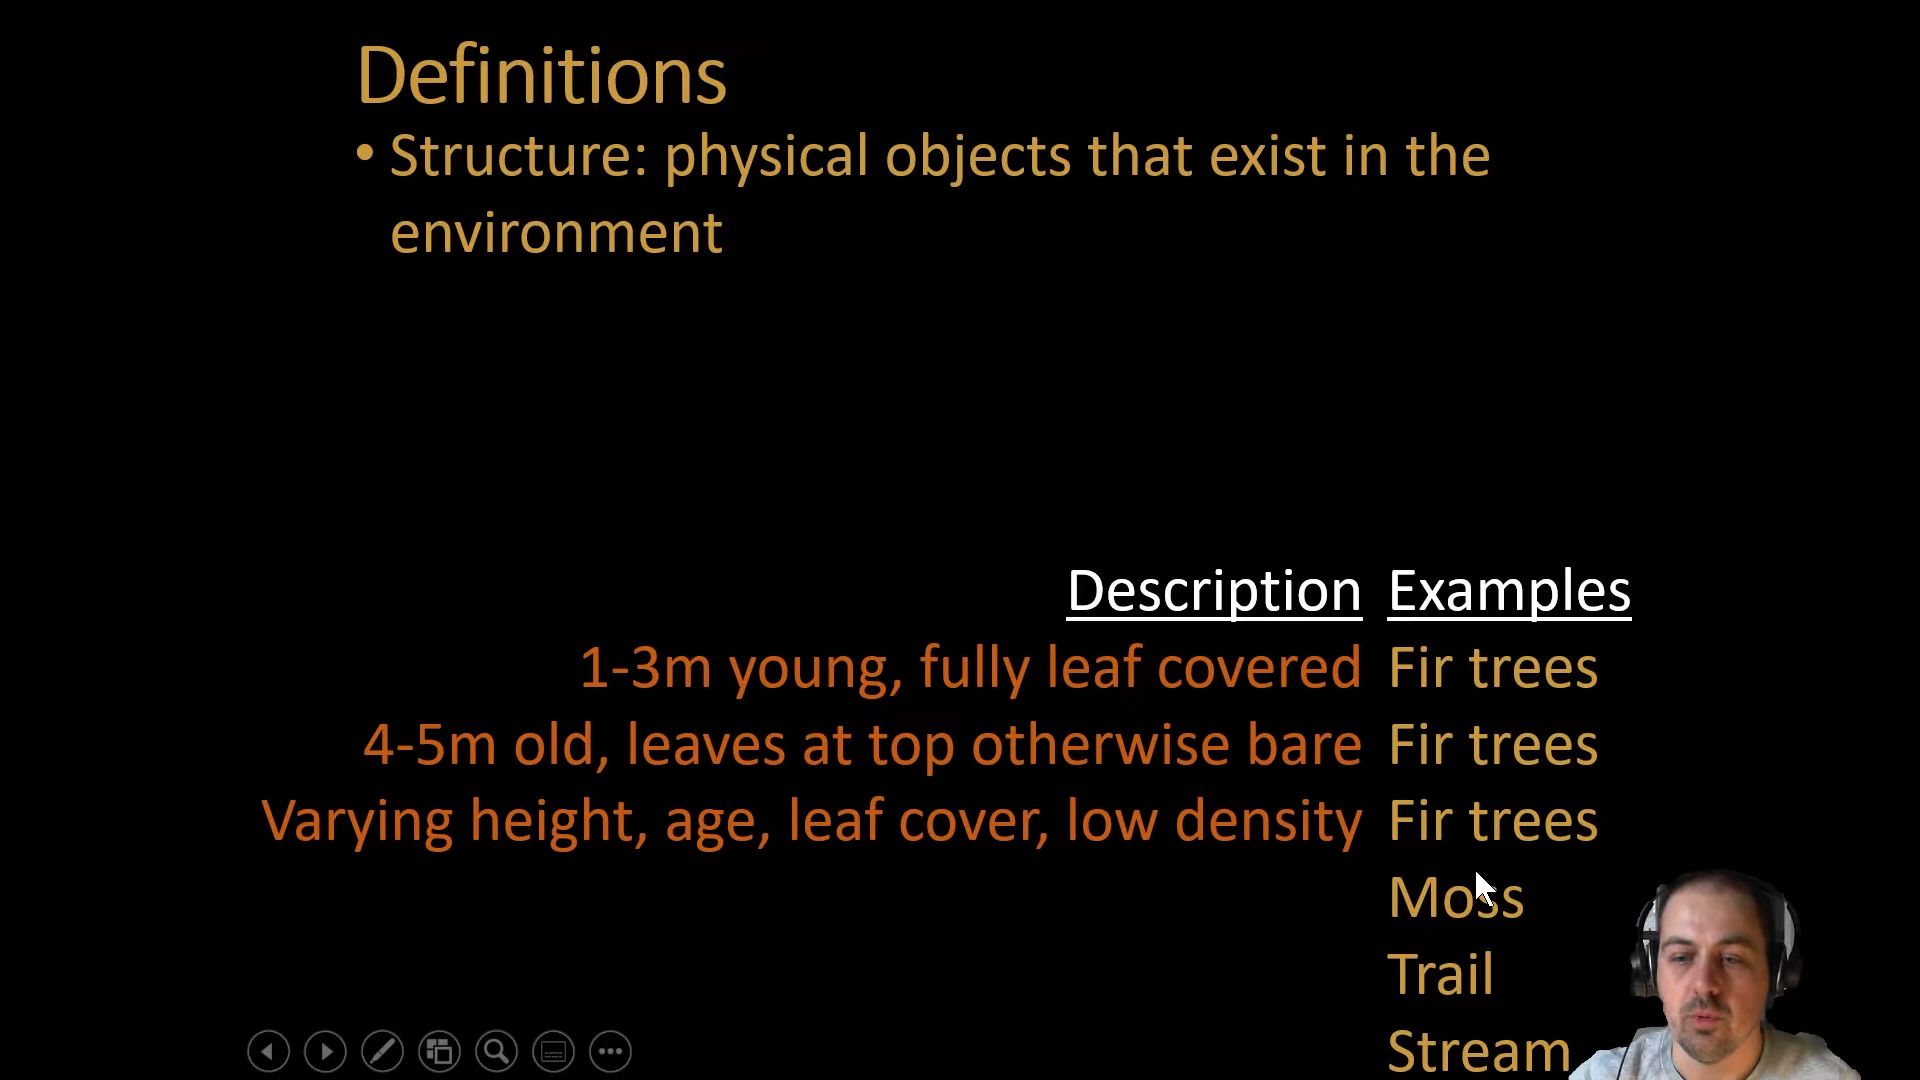 Definitions
• Structure: physical objects that exist in the
environment
Description Examples
1-3m young, fully leaf covered Fir trees
4-5m old, leaves at top otherwise bare Fir trees
Varying height, age, leaf cover, low density Fir trees
Moss
Trail
Stream